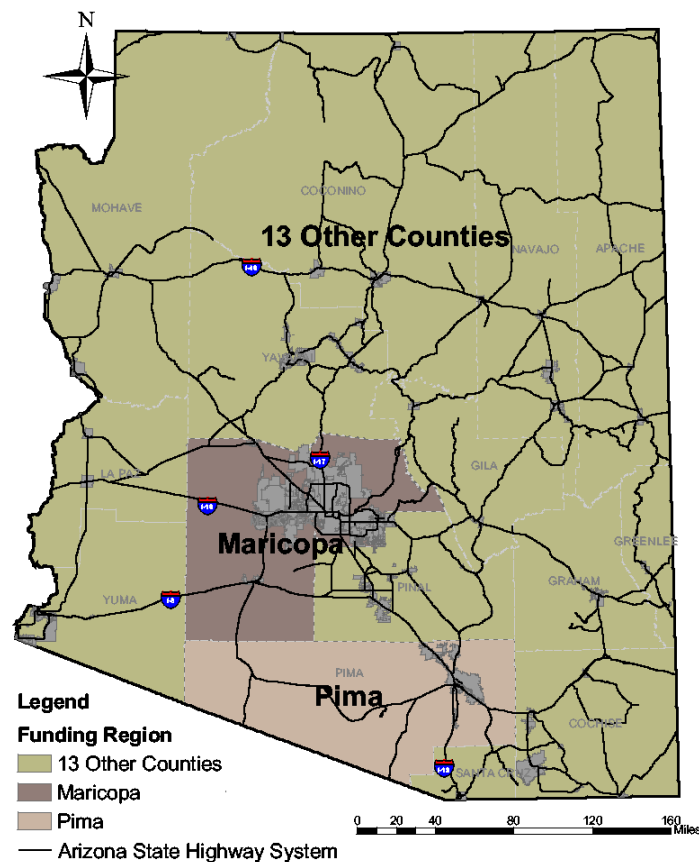 N
COCONINO
MOHAVE
13 Other Counties
NAVAJO
APACHE
I-40
YAV
I-17
GILA
LA PAZ
I-10
Maricopa
GREENLEE
PINAL
GRAHAM
YUMA
I-8
PIMA
Pima
COCHISE
I-19
SANTA CRUZ
Legend
Funding Region
13 Other Counties
Maricopa
Pima
Arizona State Highway System
0 20 40 80 120 160
Miles